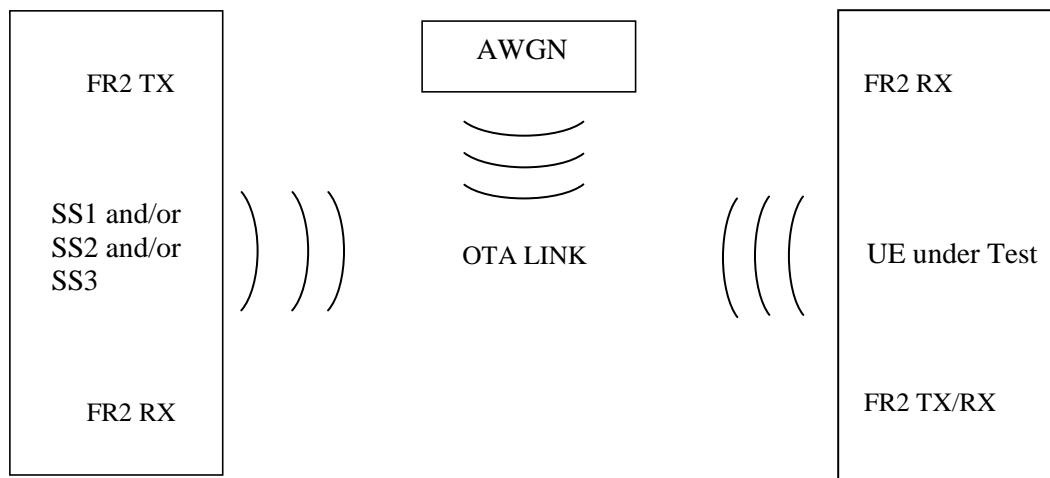 AWGN
FR2 TX
FR2 RX
SS1 and/or
SS2 and/or
SS3
OTA LINK
UE under Test
FR2 RX
FR2 TX/RX